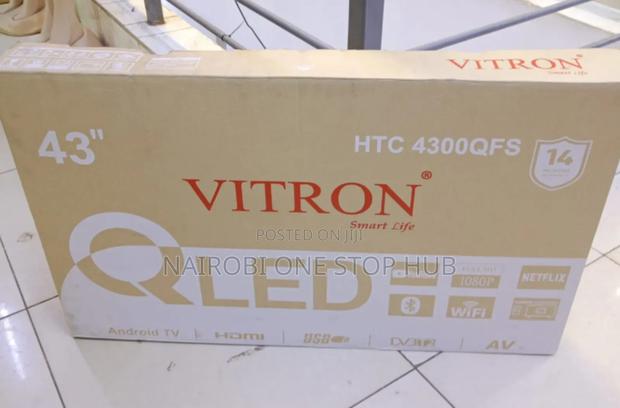 VITRON
Smart Life
43"
HTC 4300QFS
14
VITRON®
Smart Life
POSTED ON JIJI
NAIROBI ONE STOP HUB
QLED
1080P
NETFLIX
WiFi
Android TV
HDMI
USB
AV